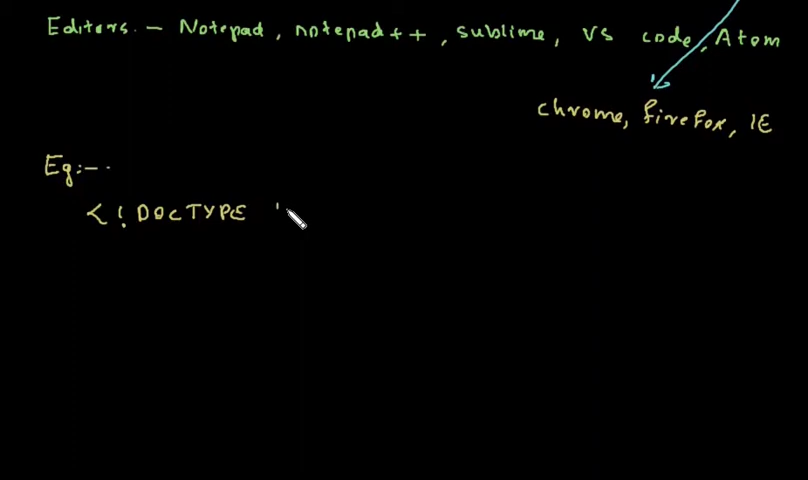 Editors. - Notepad, notepad++, sublime, VS code, Atom
chrome, firefox, IE
Eg:-
<!DOCTYPE